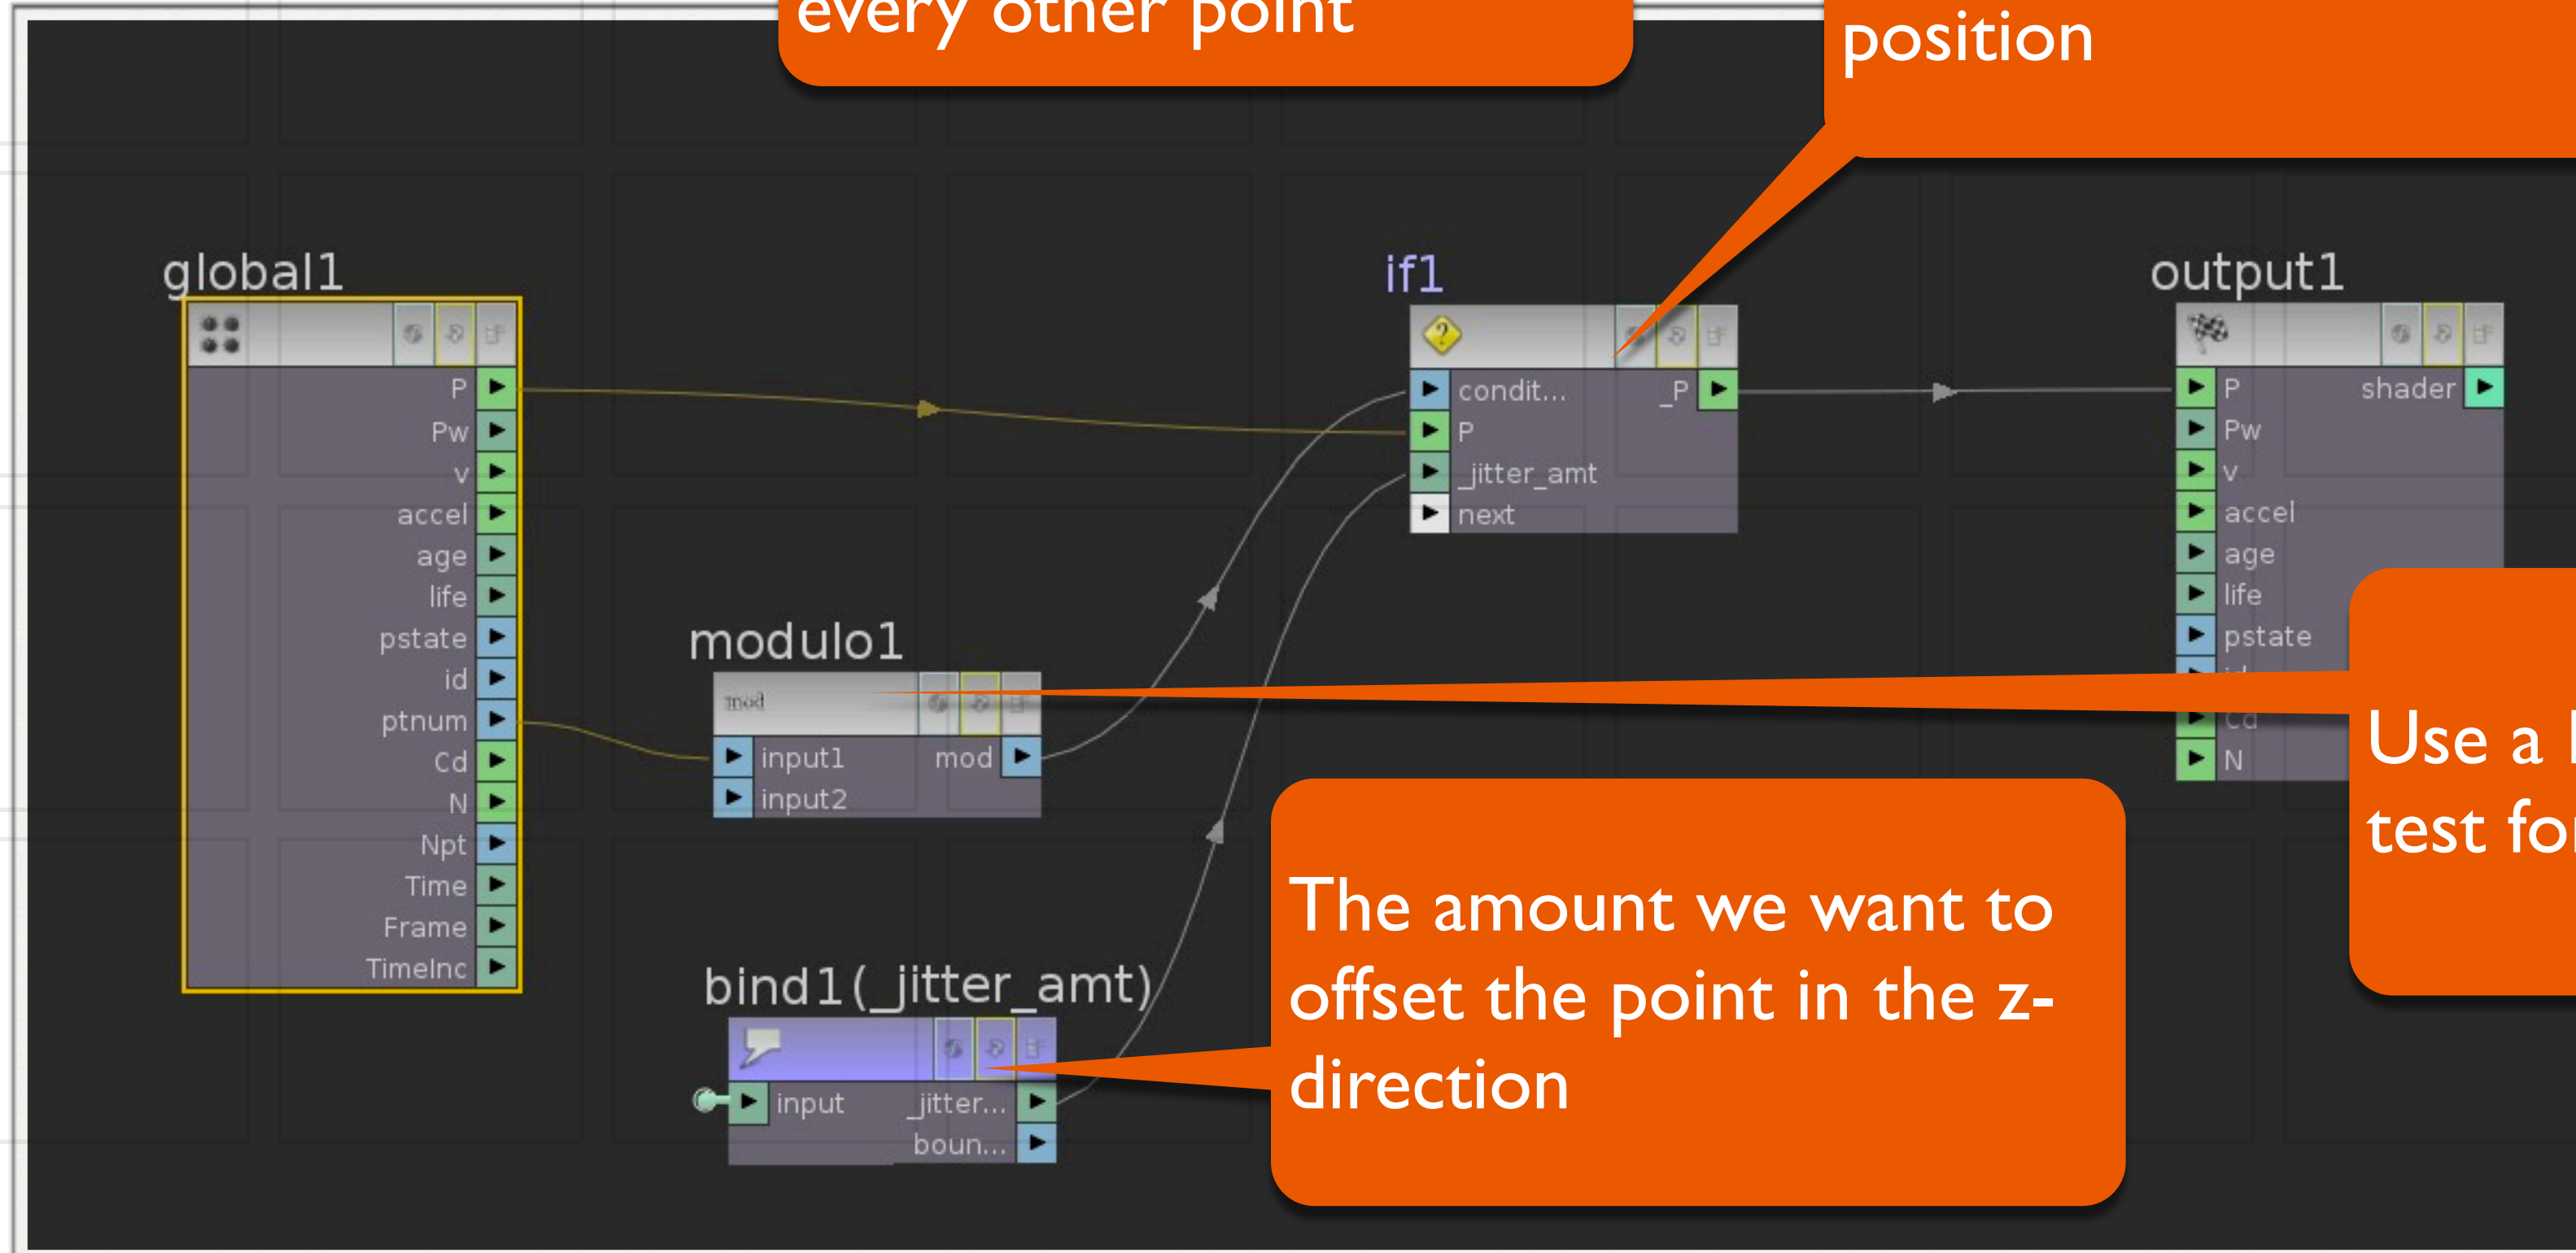 every other point
position
global1
P
Pw
v
accel
age
life
pstate
id
ptnum
Cd
N
Npt
Time
Frame
TimeInc
modulo1
mod
input1 mod
input2
bind1(_jitter_amt)
input _jitter...
boun...
if1
condit... _P
P
_jitter_amt
next
output1
P shader
Pw
v
accel
age
life
pstate
Cd
N
Use a
test for
The amount we want to
offset the point in the z-
direction